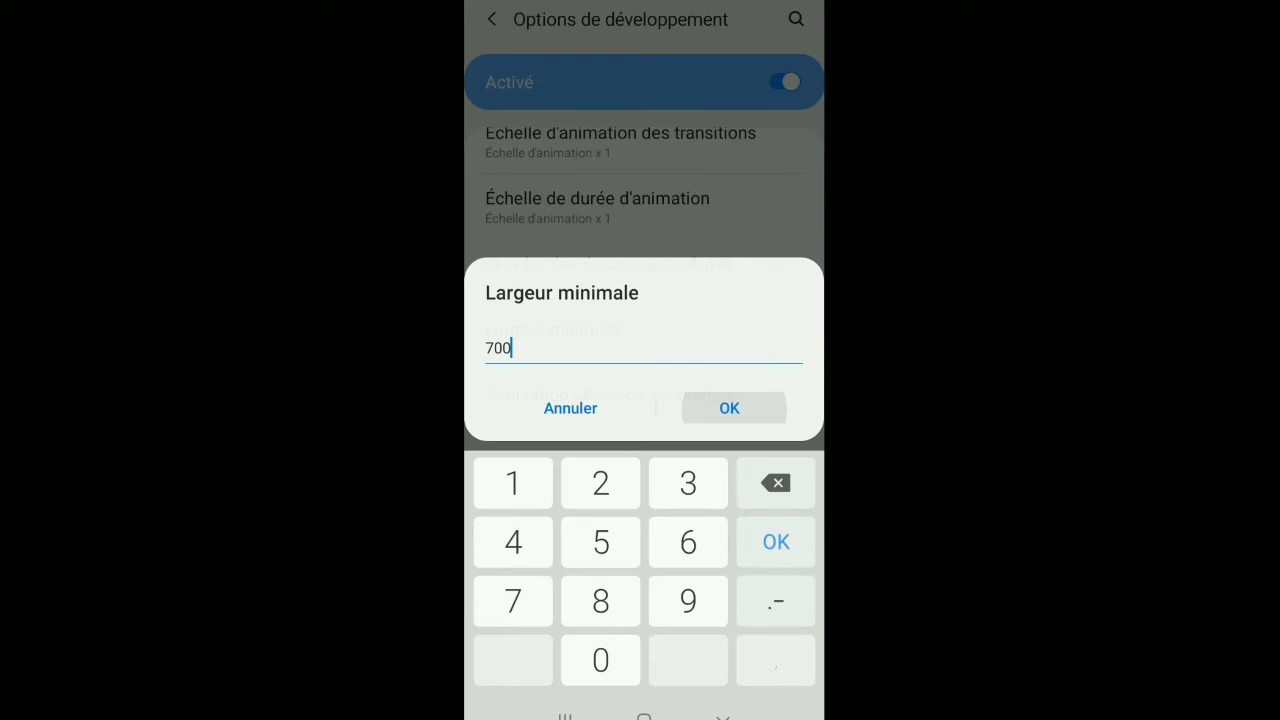 Options de développement
Activé
Échelle d'animation des transitions
Échelle d'animation x 1
Échelle de durée d'animation
Échelle d'animation x 1
Largeur minimale
700
Annuler
OK
1 2 3
4 5 6 OK
7 8 9 .-
0 ,